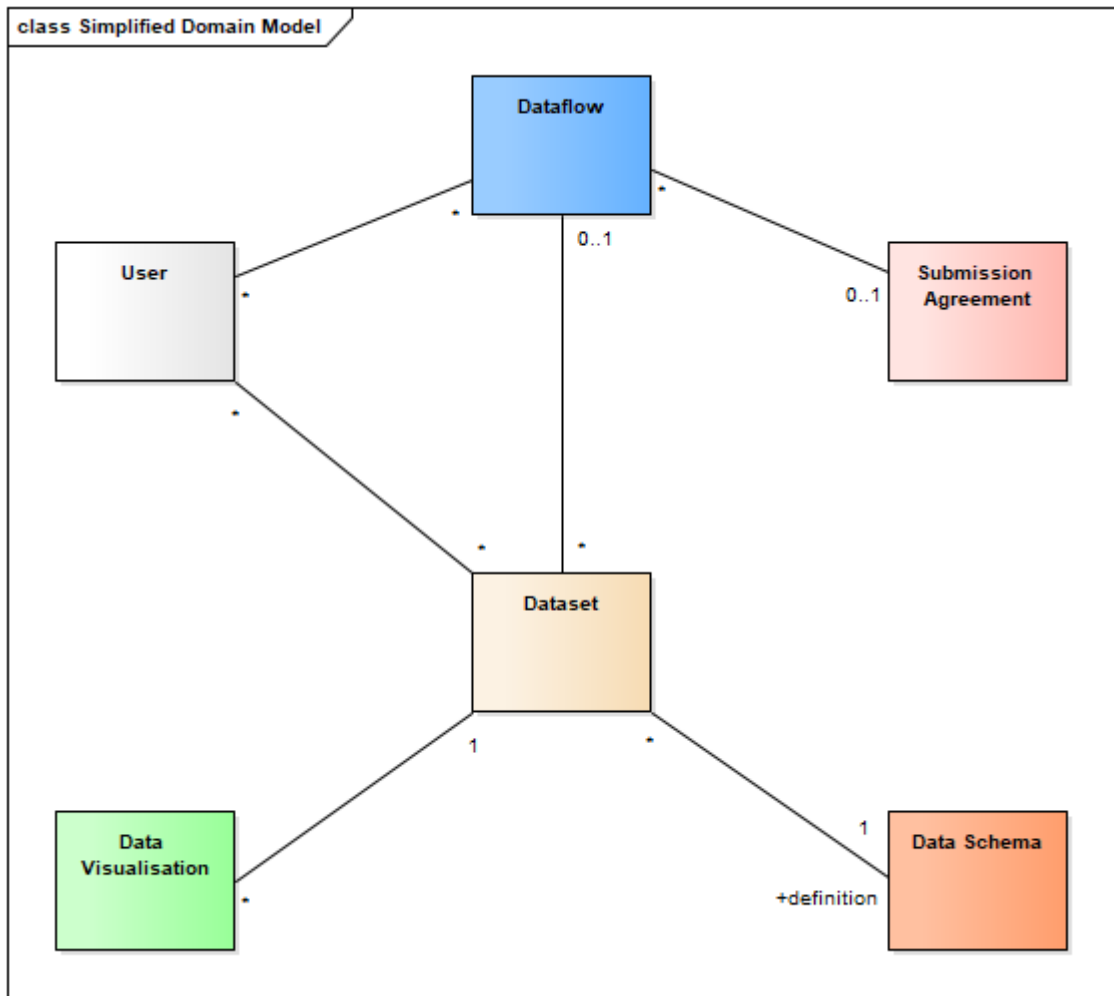 class Simplified Domain Model
Dataflow
*
*
0..1
User
*
Submission
Agreement
0..1
*
*
*
Dataset
1
*
Data
Visualisation
*
1
Data Schema
+definition